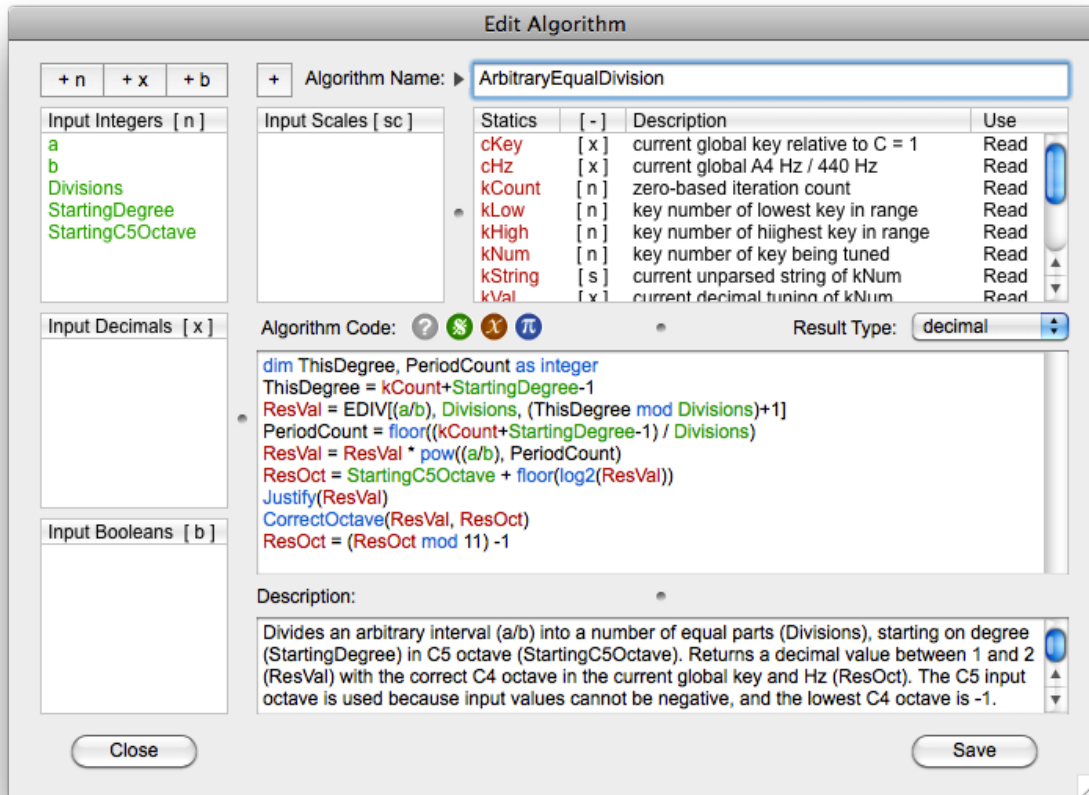 Edit Algorithm
+ n + x + b
+ Algorithm Name: ArbitraryEqualDivision
Input Integers [ n ]
a
b
Divisions
StartingDegree
StartingC5Octave
Input Scales [ sc ]
Statics [ - ] Description Use
cKey [ x ] current global key relative to C = 1 Read
cHz [ x ] current global A4 Hz / 440 Hz Read
kCount [ n ] zero-based iteration count Read
kLow [ n ] key number of lowest key in range Read
kHigh [ n ] key number of hiighest key in range Read
kNum [ n ] key number of key being tuned Read
kString [ s ] current unparsed string of kNum Read
kVal [ x ] current decimal tuning of kNum Read
Input Decimals [ x ]
Input Booleans [ b ]
Algorithm Code: ? $ x π Result Type: decimal
dim ThisDegree, PeriodCount as integer
ThisDegree = kCount+StartingDegree-1
ResVal = EDIV[(a/b), Divisions, (ThisDegree mod Divisions)+1]
PeriodCount = floor((kCount+StartingDegree-1) / Divisions)
ResVal = ResVal * pow((a/b), PeriodCount)
ResOct = StartingC5Octave + floor(log2(ResVal))
Justify(ResVal)
CorrectOctave(ResVal, ResOct)
ResOct = (ResOct mod 11) -1
Description:
Divides an arbitrary interval (a/b) into a number of equal parts (Divisions), starting on degree
(StartingDegree) in C5 octave (StartingC5Octave). Returns a decimal value between 1 and 2
(ResVal) with the correct C4 octave in the current global key and Hz (ResOct). The C5 input
octave is used because input values cannot be negative, and the lowest C4 octave is -1.
Close Save